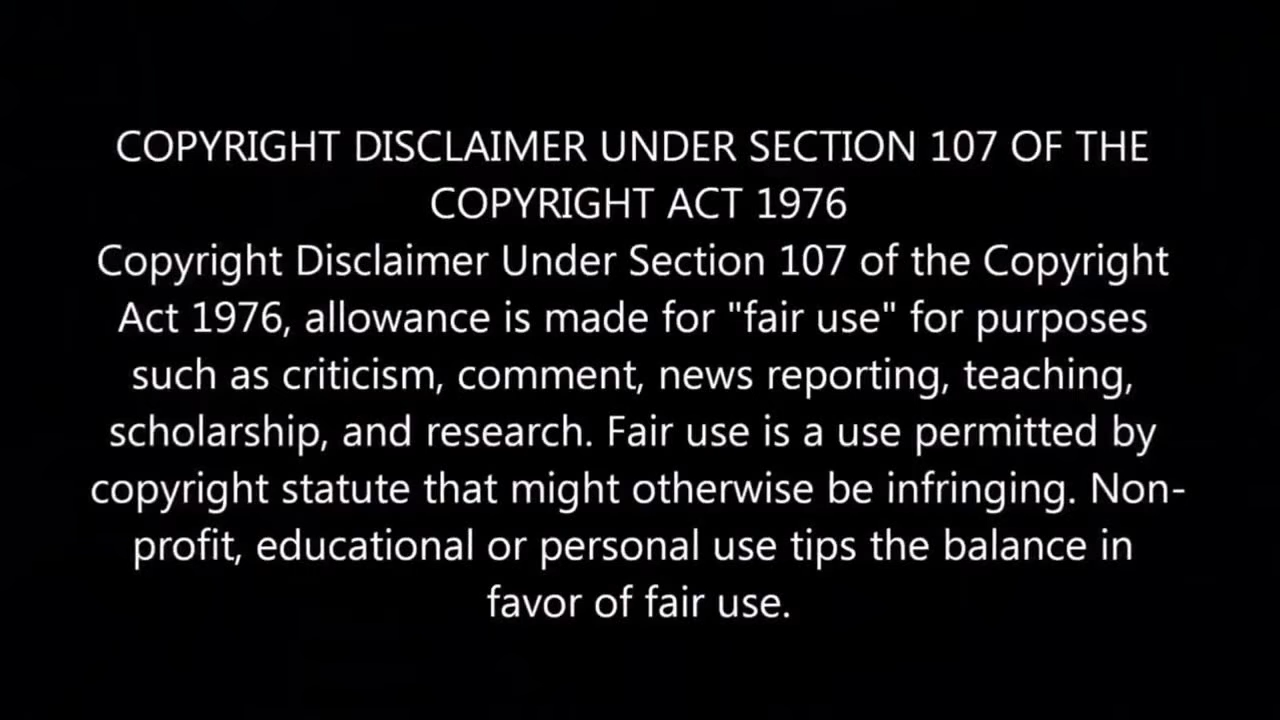 COPYRIGHT DISCLAIMER UNDER SECTION 107 OF THE
COPYRIGHT ACT 1976
Copyright Disclaimer Under Section 107 of the Copyright
Act 1976, allowance is made for "fair use" for purposes
such as criticism, comment, news reporting, teaching,
scholarship, and research. Fair use is a use permitted by
copyright statute that might otherwise be infringing. Non-
profit, educational or personal use tips the balance in
favor of fair use.